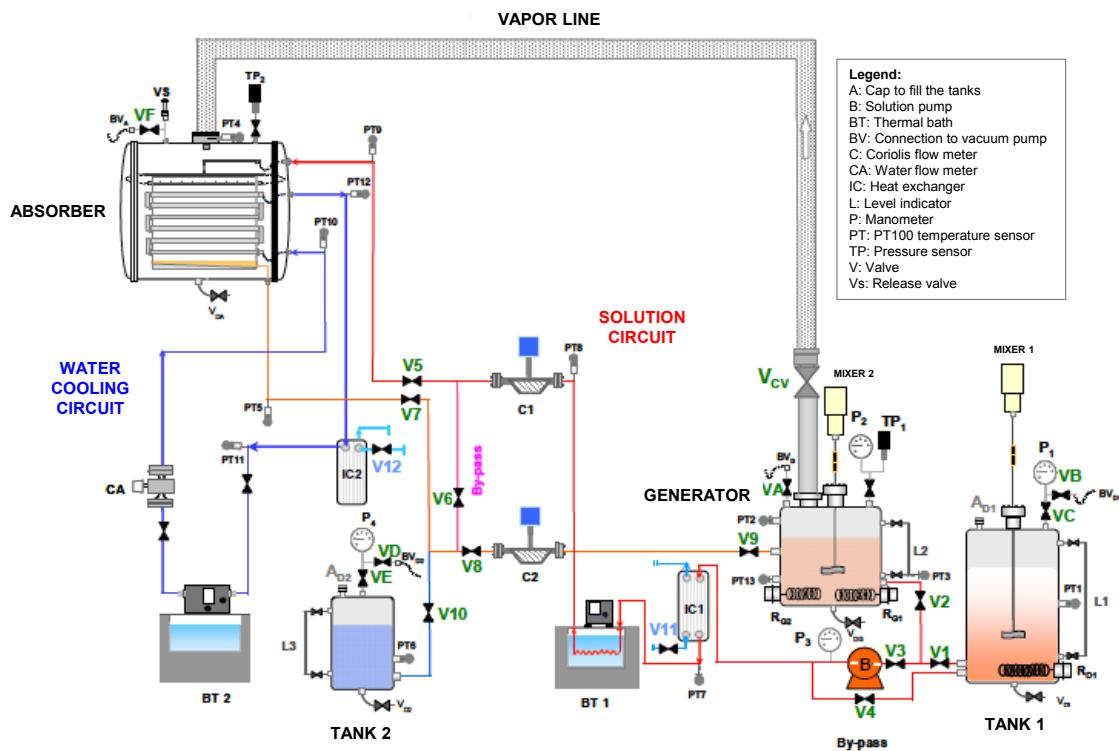 VAPOR LINE
Legend:
A: Cap to fill the tanks
B: Solution pump
BT: Thermal bath
BV: Connection to vacuum pump
C: Coriolis flow meter
CA: Water flow meter
IC: Heat exchanger
L: Level indicator
P: Manometer
PT: PT100 temperature sensor
TP: Pressure sensor
V: Valve
Vs: Release valve
TP2
VS
BVA
VF
PT4
PT9
PT12
ABSORBER
PT10
VDA
SOLUTION
CIRCUIT
WATER
COOLING
CIRCUIT
V5
V7
PT5
C1
PT8
VCV
MIXER 2
MIXER 1
P2
TP1
P1
VB
VC
AD1
PT11
IC2
V12
V6
By-pass
CA
GENERATOR
BVG
VA
PT2
L2
PT3
PT13
RG2
RG1
V2
L1
PT1
P4
VD
BVD2
VE
AD2
V8
C2
V9
V10
L3
PT6
VD2
BT 2
TANK 2
IC1
V11
BT 1
PT7
P3
B
V3
V1
V4
By-pass
RD1
TANK 1